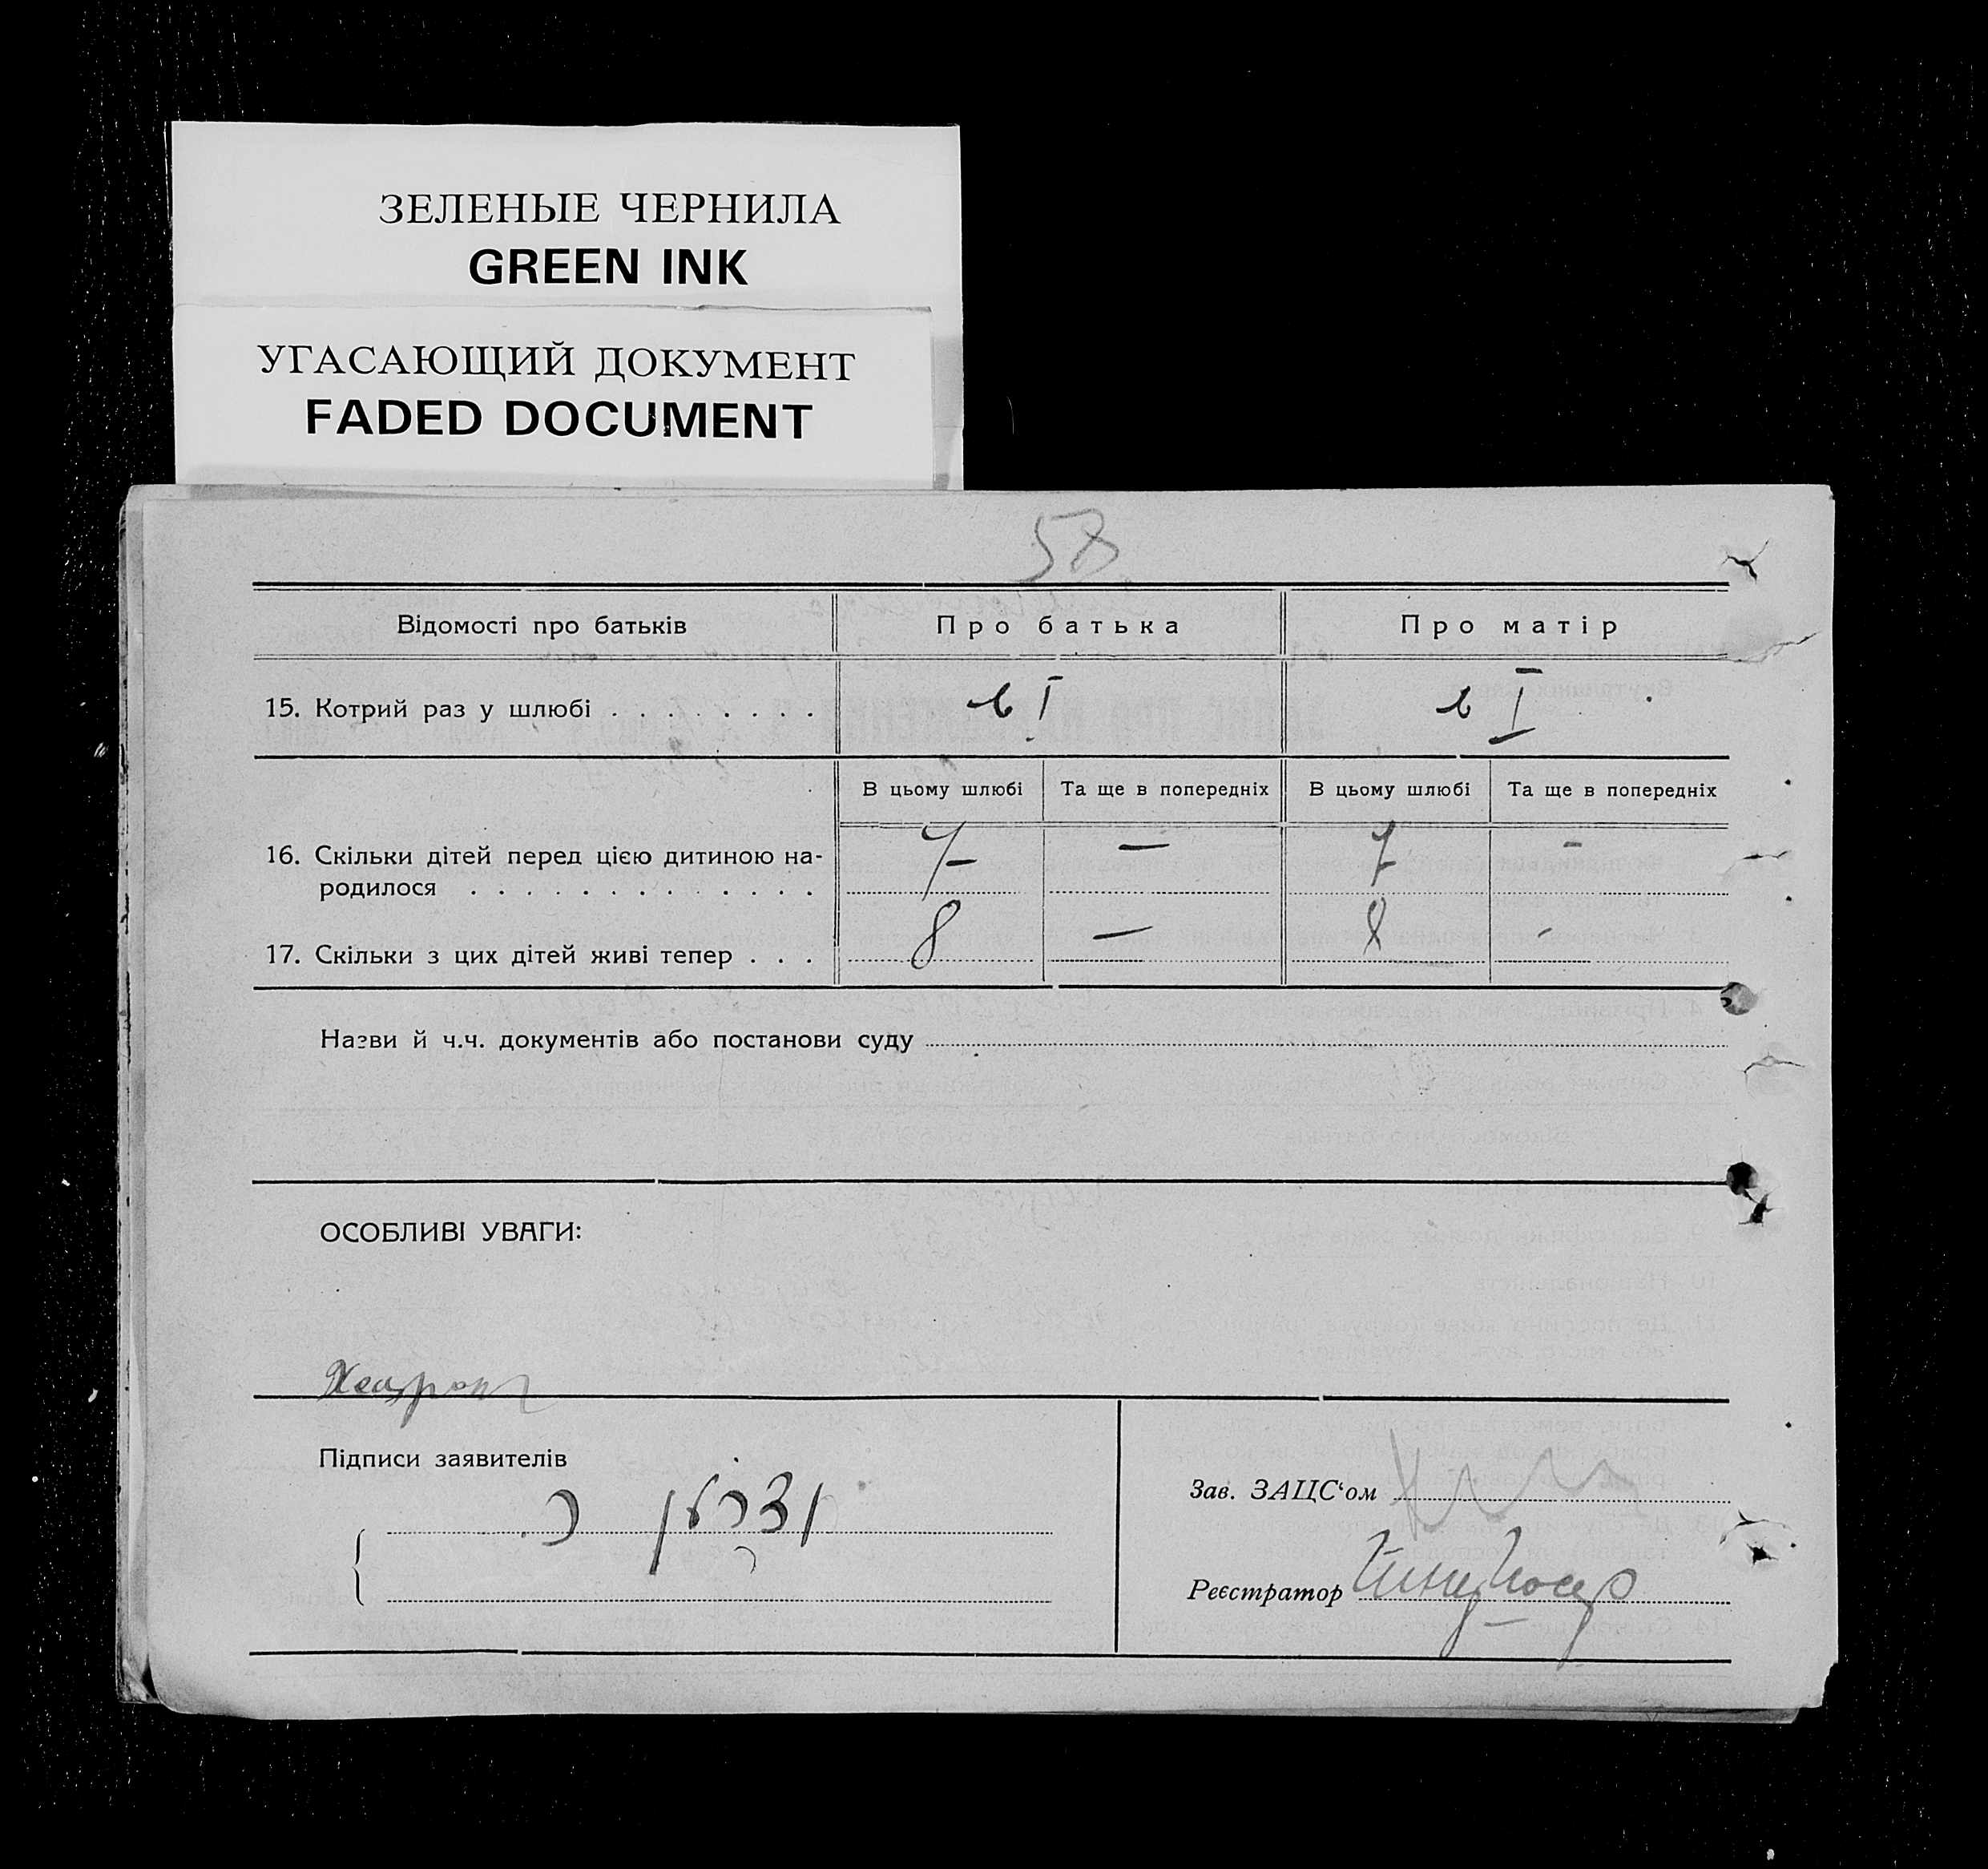 ЗЕЛЕНЫЕ ЧЕРНИЛА
GREEN INK
УГАСАЮЩИЙ ДОКУМЕНТ
FADED DOCUMENT
58
Відомості про батьків Про батька Про матір
15. Котрий раз у шлюбі . . . . . . . . в I в I
В цьому шлюбі Та ще в попередніх В цьому шлюбі Та ще в попередніх
16. Скільки дітей перед цією дитиною на- 7 — 7 -
родилося . . . . . . . . . . . . .
17. Скільки з цих дітей живі тепер . . . 8 — 8 -
Назви й ч.ч. документів або постанови суду
ОСОБЛИВІ УВАГИ:
Підписи заявителів
Зав. ЗАЦС‘ом
Реєстратор